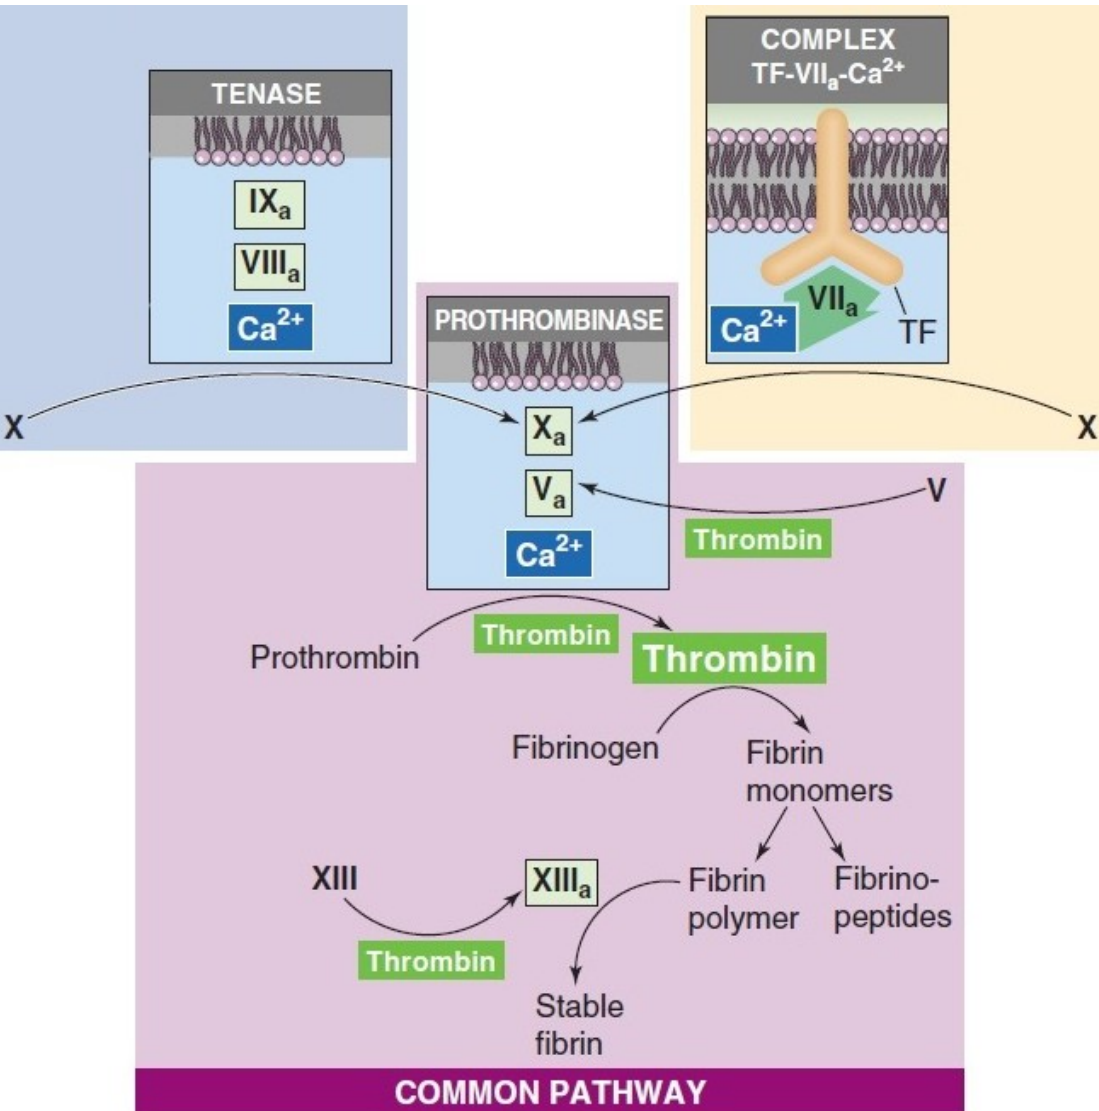 TENASE
IXa
VIIIa
Ca2+
X
COMPLEX
TF-VIIa-Ca2+
VIIa
Ca2+
TF
X
PROTHROMBINASE
Xa
Va
Ca2+
V
Thrombin
Prothrombin
Thrombin
Thrombin
Fibrinogen
Fibrin
monomers
XIII
XIIIa
Thrombin
Fibrin
polymer
Fibrino-
peptides
Stable
fibrin
COMMON PATHWAY